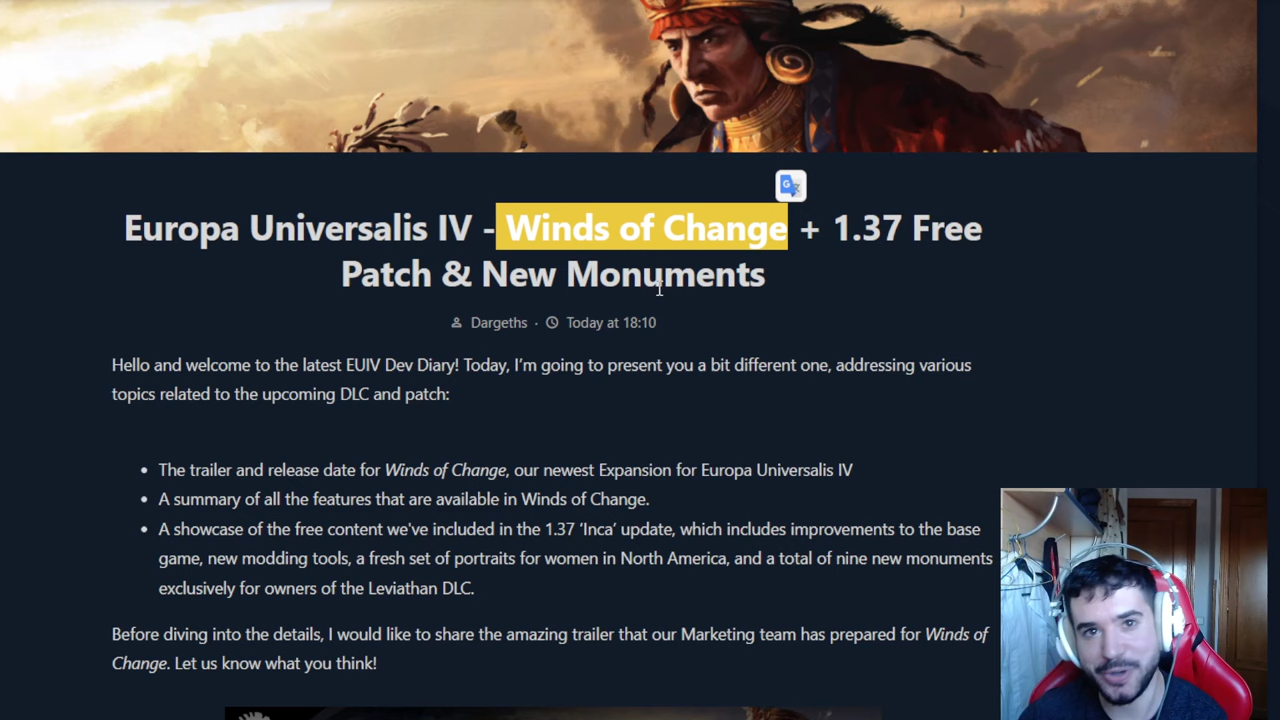 Europa Universalis IV - Winds of Change + 1.37 Free
Patch & New Monuments
Dargeths · Today at 18:10
Hello and welcome to the latest EUIV Dev Diary! Today, I'm going to present you a bit different one, addressing various
topics related to the upcoming DLC and patch:
• The trailer and release date for Winds of Change, our newest Expansion for Europa Universalis IV
• A summary of all the features that are available in Winds of Change.
• A showcase of the free content we've included in the 1.37 ‘Inca’ update, which includes improvements to the base
game, new modding tools, a fresh set of portraits for women in North America, and a total of nine new monuments
exclusively for owners of the Leviathan DLC.
Before diving into the details, I would like to share the amazing trailer that our Marketing team has prepared for Winds of
Change. Let us know what you think!